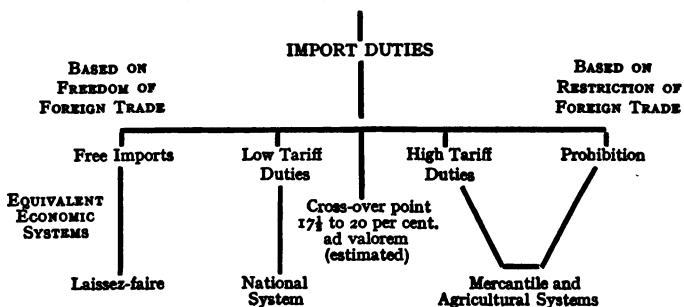 IMPORT DUTIES
BASED ON
FREEDOM OF
FOREIGN TRADE
BASED ON
RESTRICTION OF
FOREIGN TRADE
Free Imports
Low Tariff
Duties
High Tariff
Duties
Prohibition
EQUIVALENT
ECONOMIC
SYSTEMS
Cross-over point
17½ to 20 per cent.
ad valorem
(estimated)
Laissez-faire
National
System
Mercantile and
Agricultural Systems